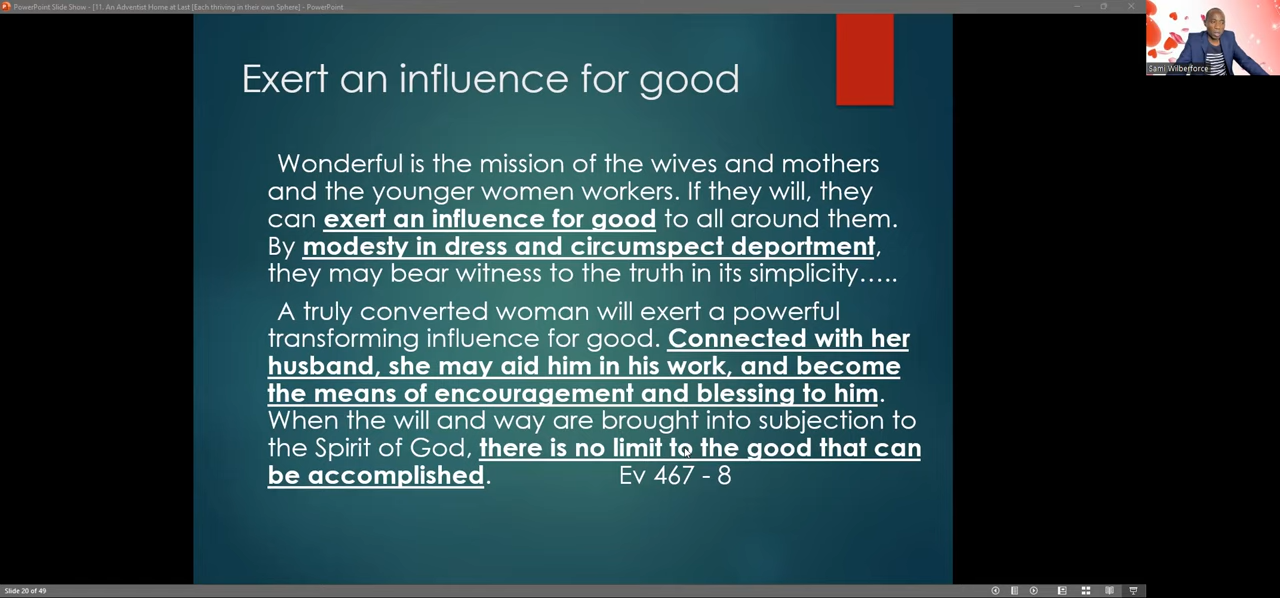 PowerPoint Slide Show - [11. An Adventist Home at Last [Each thriving in their own Sphere] - PowerPoint
Sami Wilberforce
Exert an influence for good
Wonderful is the mission of the wives and mothers
and the younger women workers. If they will, they
can exert an influence for good to all around them.
By modesty in dress and circumspect deportment,
they may bear witness to the truth in its simplicity…..
A truly converted woman will exert a powerful
transforming influence for good. Connected with her
husband, she may aid him in his work, and become
the means of encouragement and blessing to him.
When the will and way are brought into subjection to
the Spirit of God, there is no limit to the good that can
be accomplished. Ev 467 - 8
Slide 20 of 49